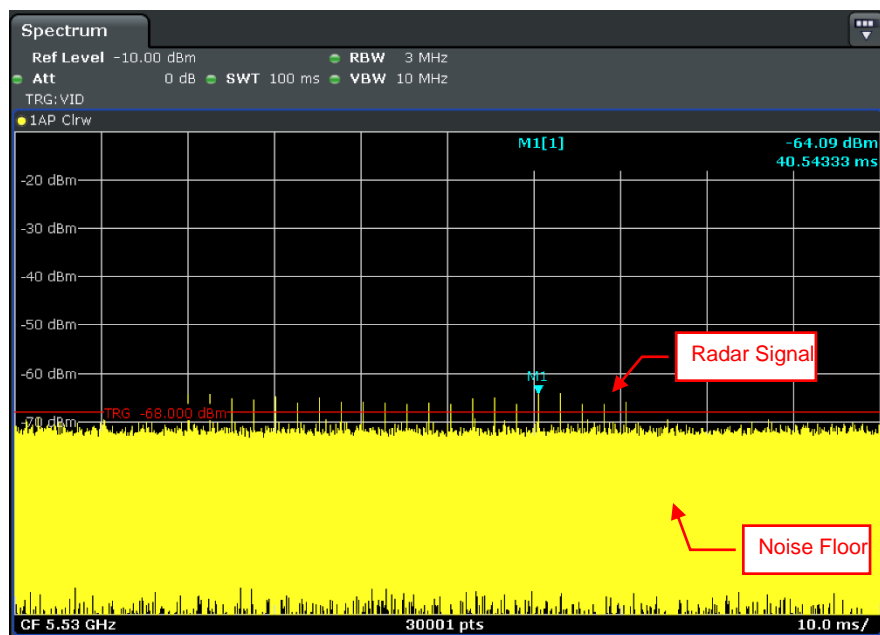 Spectrum
Ref Level -10.00 dBm RBW 3 MHz
Att 0 dB SWT 100 ms VBW 10 MHz
TRG:VID
1AP Clrw
M1[1] -64.09 dBm
40.54333 ms
-20 dBm
-30 dBm
-40 dBm
-50 dBm
Radar Signal
-60 dBm
M1
TRG -68.000 dBm
-70 dBm
Noise Floor
CF 5.53 GHz 30001 pts 10.0 ms/